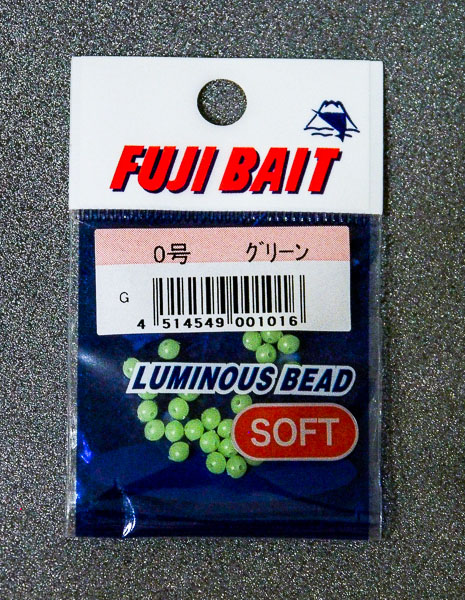 FUJI BAIT
0号 グリーン
G
4 514549 001016
LUMINOUS BEAD
SOFT